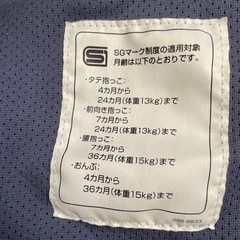 SGマーク制度の適用対象
月齢は以下のとおりです。
・タテ抱っこ:
4カ月から
24カ月(体重13kg)まで
・前向き抱っこ:
7カ月から
24カ月(体重13kg)まで
・腰抱っこ:
7カ月から
36カ月(体重15kg)まで
・おんぶ:
4カ月から
36カ月(体重15kg)まで